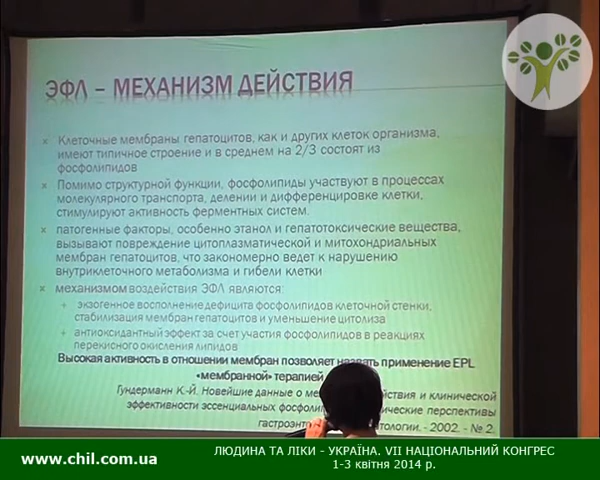 ЭФЛ – МЕХАНИЗМ ДЕЙСТВИЯ
Клеточные мембраны гепатоцитов, как и других клеток организма,
имеют типичное строение и в среднем на 2/3 состоят из
фосфолипидов
Помимо структурной функции, фосфолипиды участвуют в процессах
молекулярного транспорта, делении и дифференцировке клетки,
стимулируют активность ферментных систем.
патогенные факторы, особенно этанол и гепатотоксические вещества,
вызывают повреждение цитоплазматической и митохондриальных
мембран гепатоцитов, что закономерно ведет к нарушению
внутриклеточного метаболизма и гибели клетки
механизмом воздействия ЭФЛ являются:
+ экзогенное восполнение дефицита фосфолипидов клеточной стенки,
стабилизация мембран гепатоцитов и уменьшение цитолиза
+ антиоксидантный эффект за счет участия фосфолипидов в реакциях
перекисного окисления липидов
Высокая активность в отношении мембран позволяет назвать применение EPL
«мембранной» терапией
Гундерманн К.-Й. Новейшие данные о ме йствия и клинической
эффективности эссенциальных фосфолип ические перспективы
гастроэнт тологии. - 2002. - № 2.
www.chil.com.ua
ЛЮДИНА ТА ЛІКИ - УКРАЇНА. VII НАЦІОНАЛЬНИЙ КОНГРЕС
1-3 квітня 2014 р.